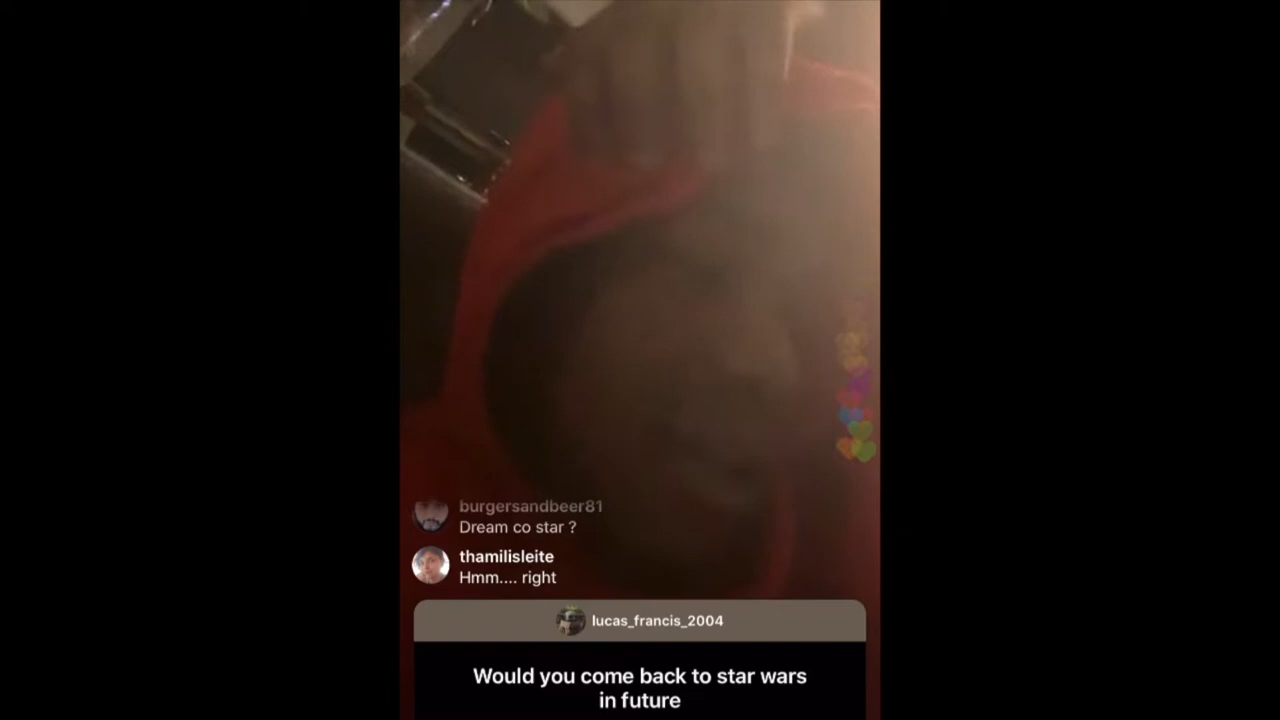 burgersandbeer81
Dream co star ?
thamilisleite
Hmm.... right
lucas_francis_2004
Would you come back to star wars
in future